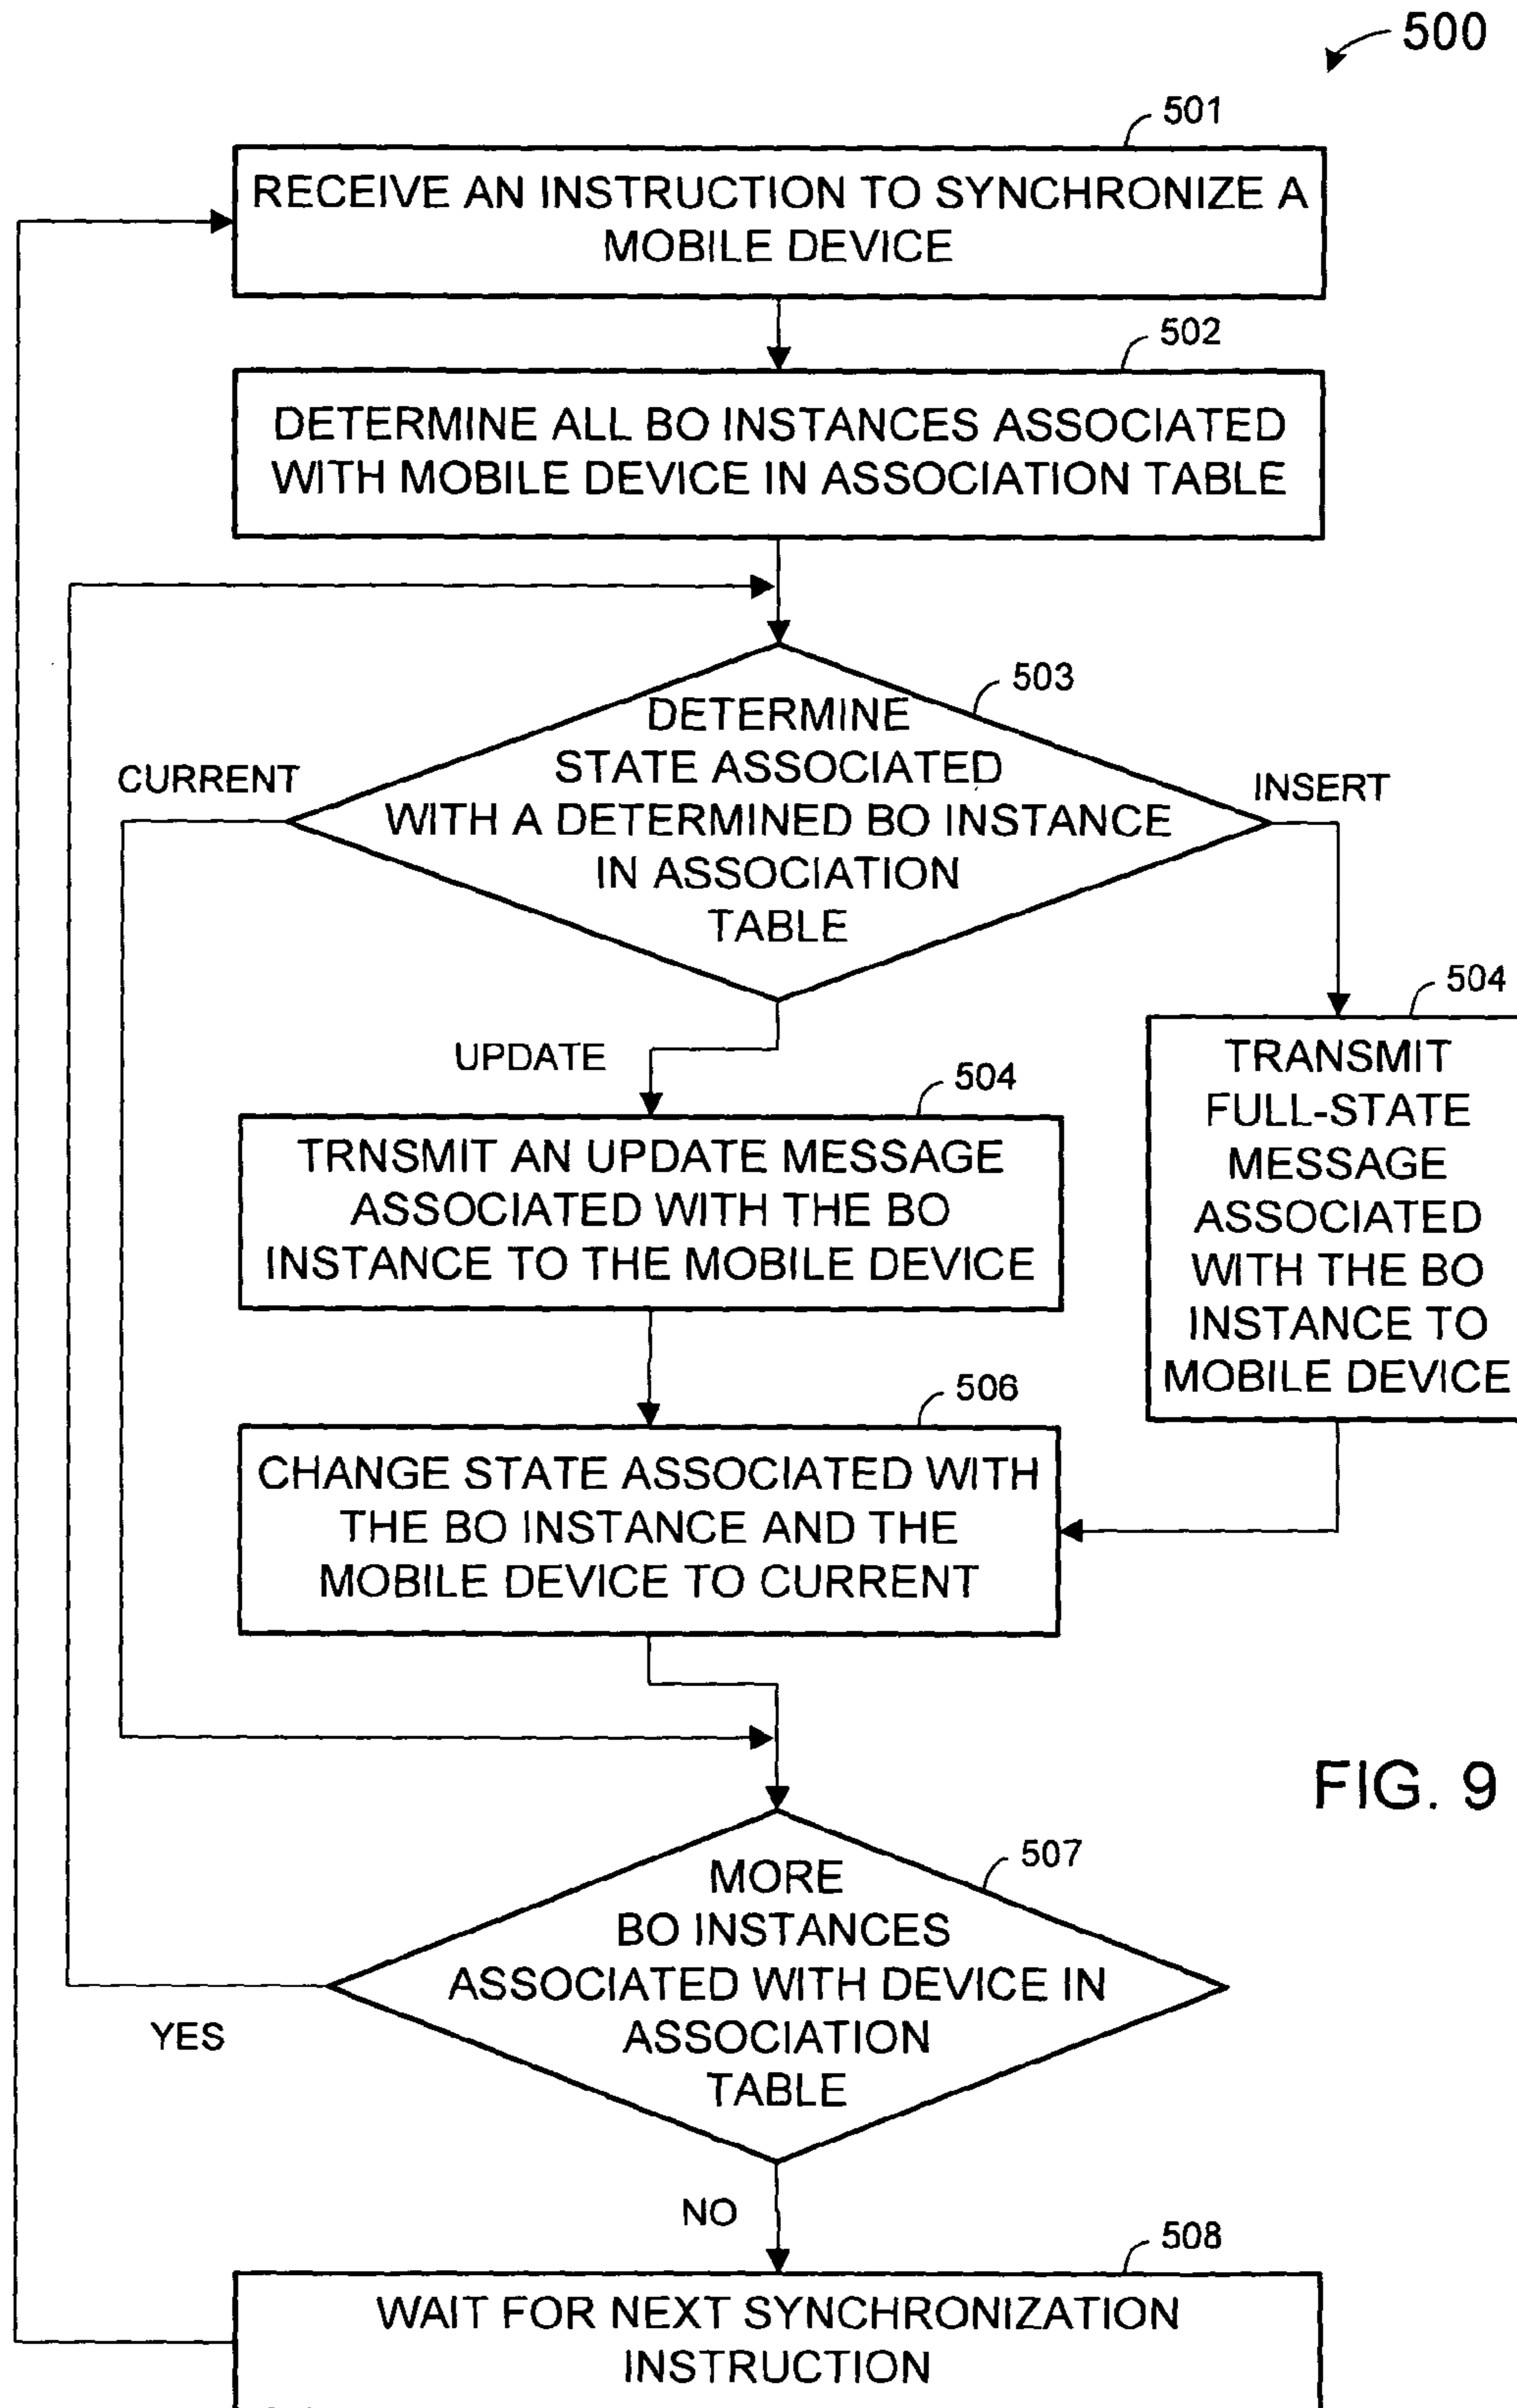 500
501
RECEIVE AN INSTRUCTION TO SYNCHRONIZE A
MOBILE DEVICE
502
DETERMINE ALL BO INSTANCES ASSOCIATED
WITH MOBILE DEVICE IN ASSOCIATION TABLE
503
DETERMINE
STATE ASSOCIATED
WITH A DETERMINED BO INSTANCE
IN ASSOCIATION
TABLE
CURRENT
INSERT
UPDATE
504
TRNSMIT AN UPDATE MESSAGE
ASSOCIATED WITH THE BO
INSTANCE TO THE MOBILE DEVICE
504
TRANSMIT
FULL-STATE
MESSAGE
ASSOCIATED
WITH THE BO
INSTANCE TO
MOBILE DEVICE
506
CHANGE STATE ASSOCIATED WITH
THE BO INSTANCE AND THE
MOBILE DEVICE TO CURRENT
FIG. 9
507
MORE
BO INSTANCES
ASSOCIATED WITH DEVICE IN
ASSOCIATION
TABLE
YES
NO
508
WAIT FOR NEXT SYNCHRONIZATION
INSTRUCTION